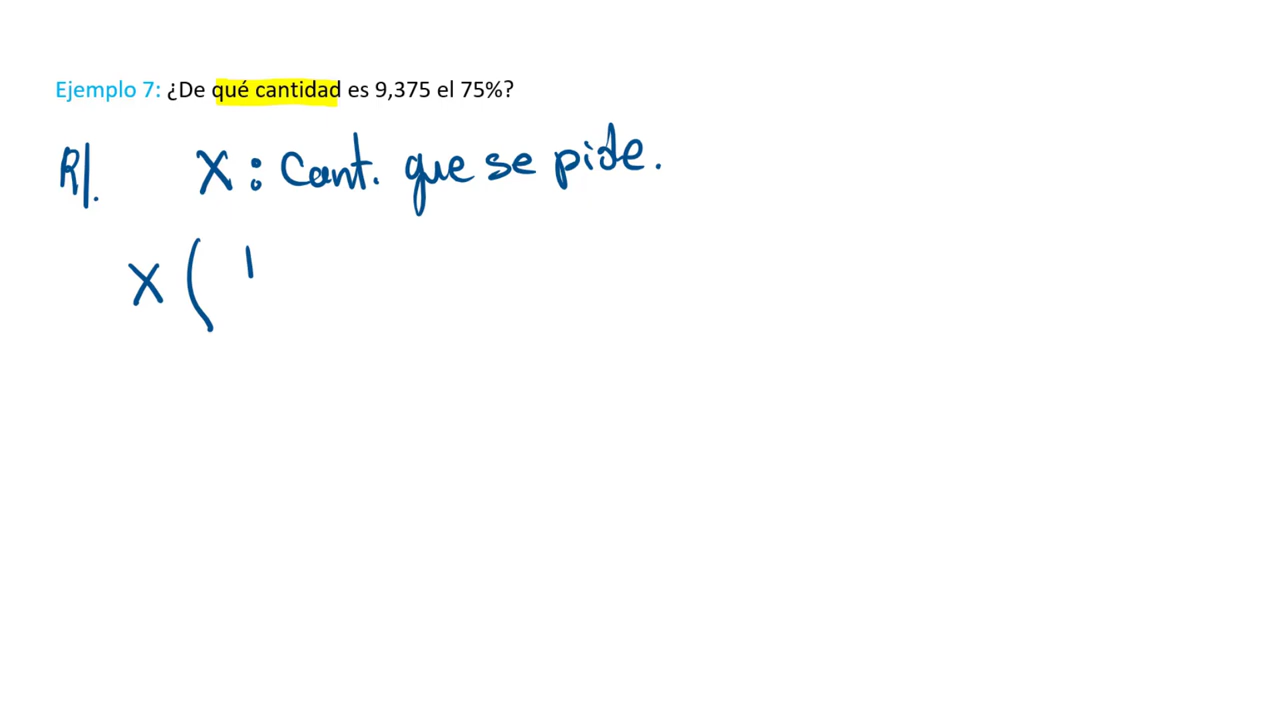 Ejemplo 7: ¿De qué cantidad es 9,375 el 75%?
R/. X : Cant. que se pide.
X (